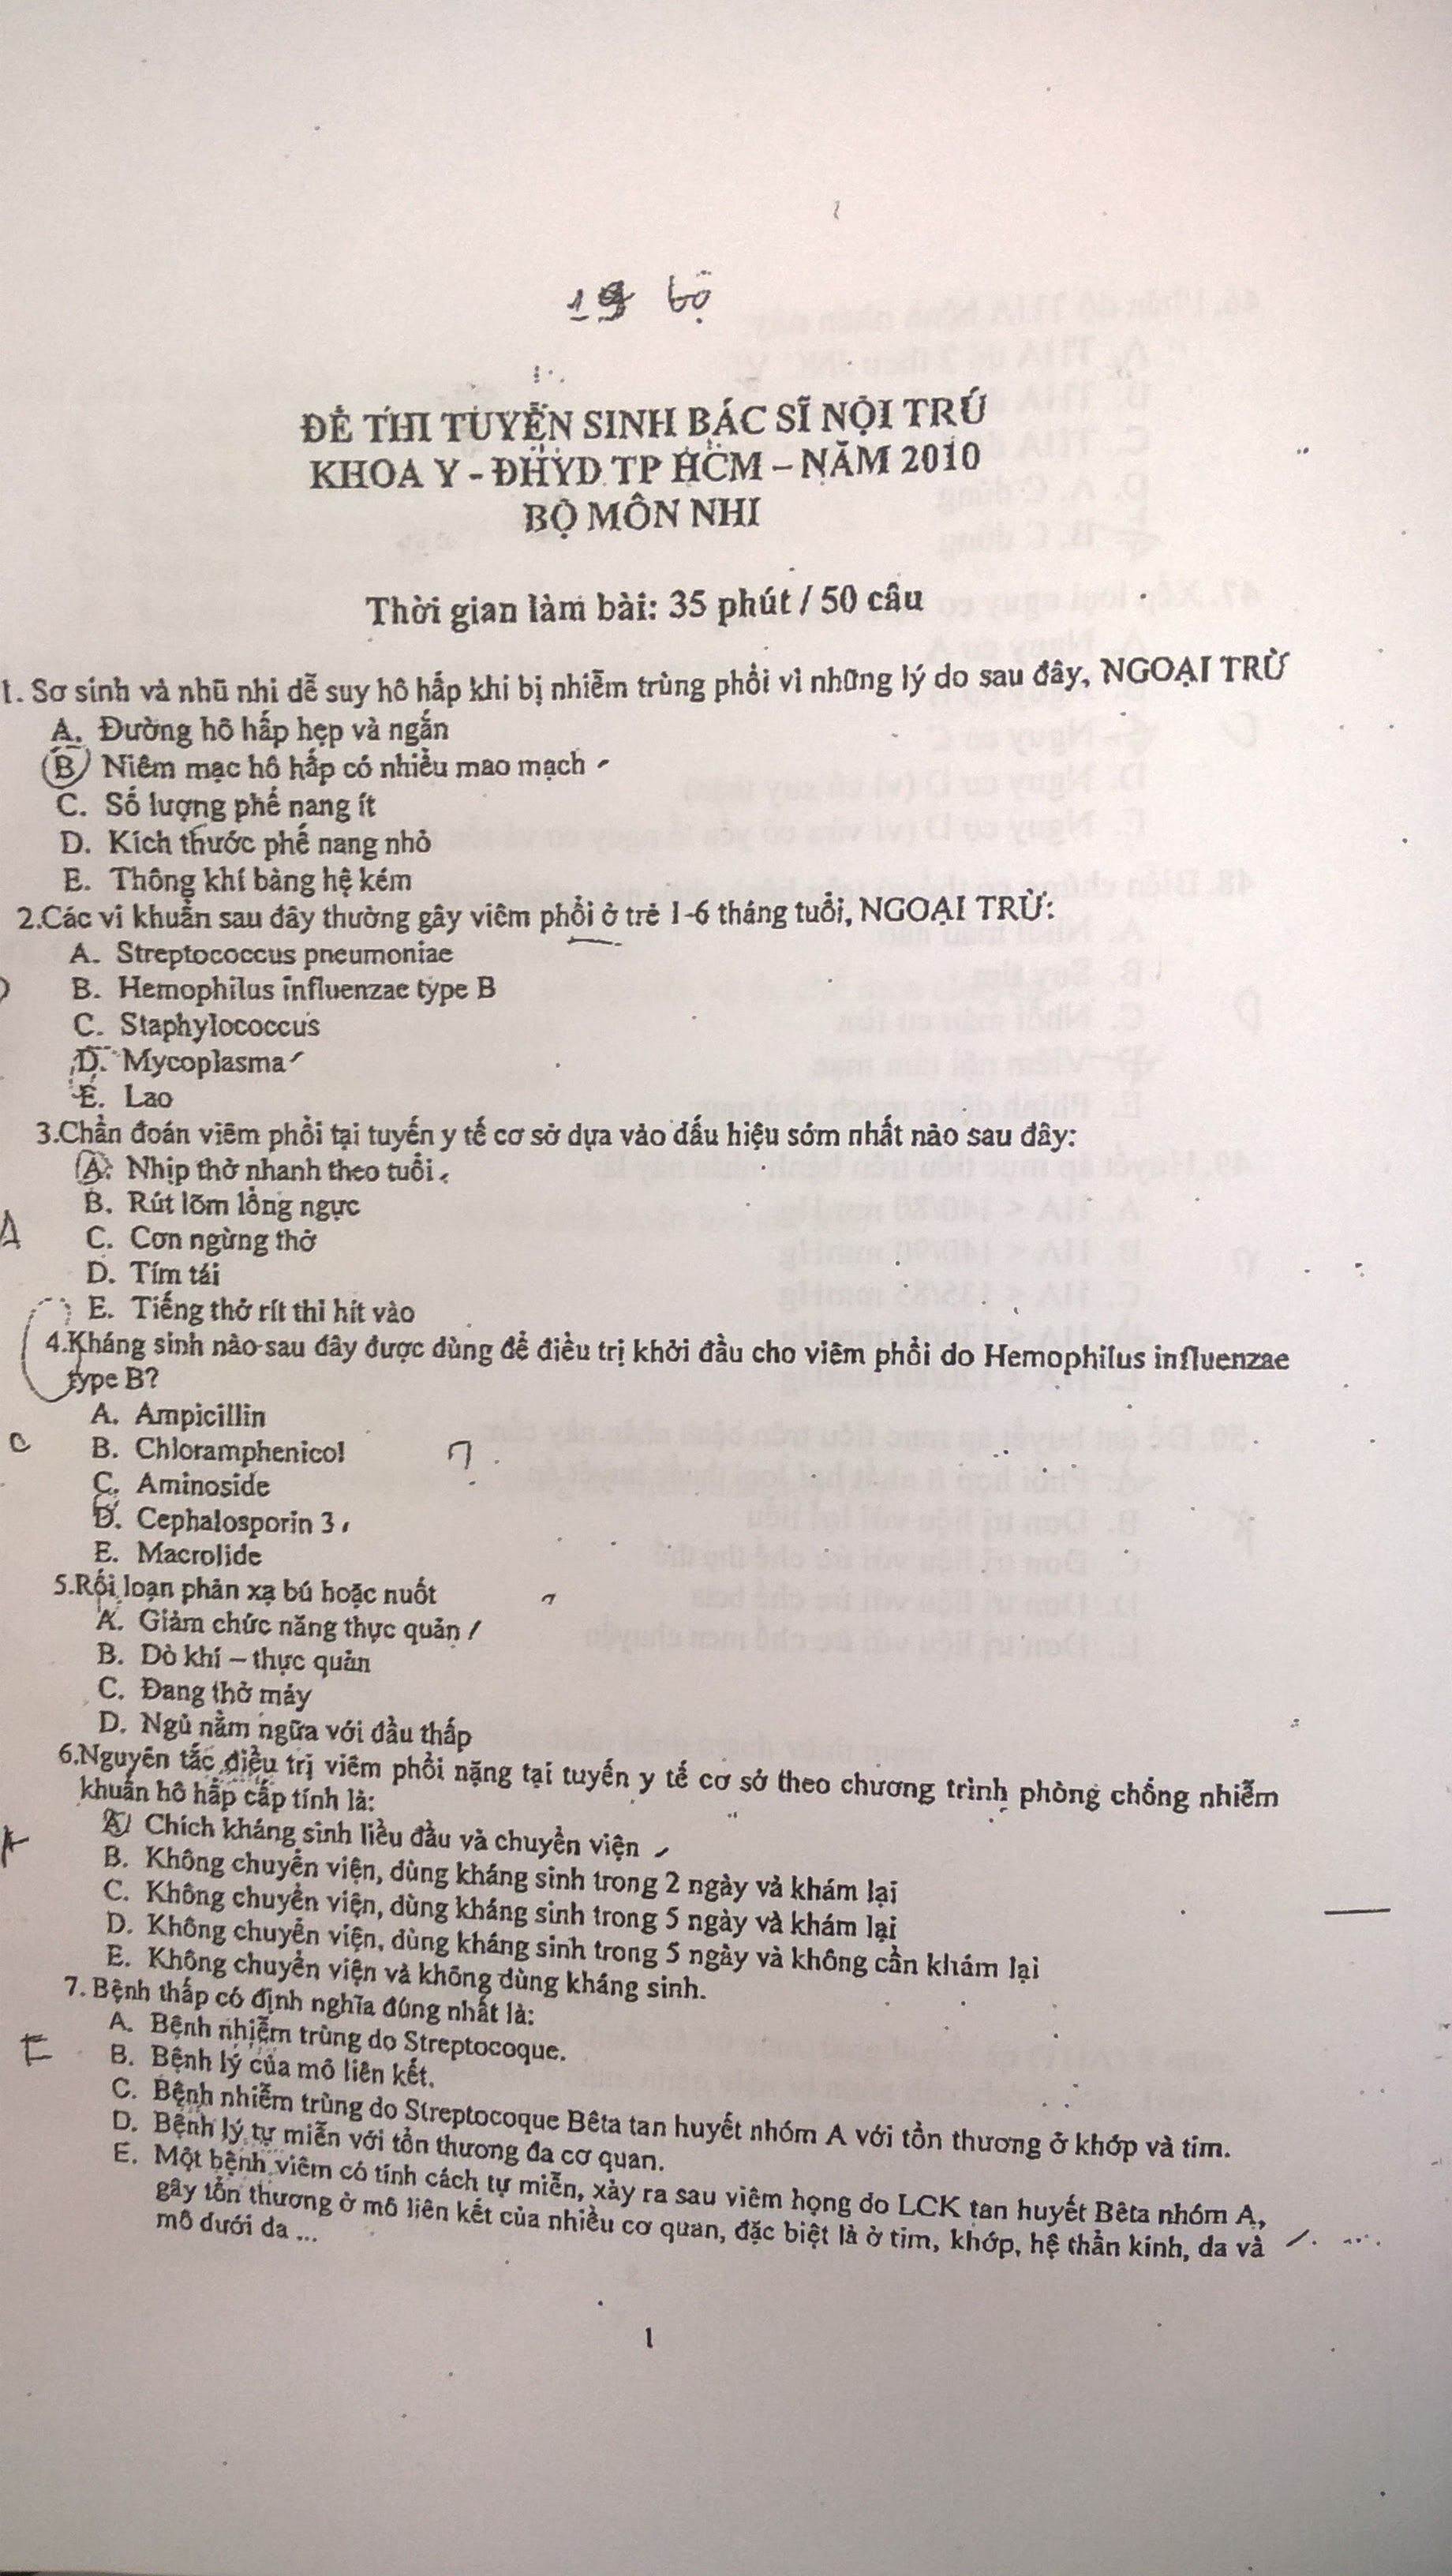 19 bộ
ĐỀ THI TUYỂN SINH BÁC SĨ NỘI TRÚ
KHOA Y - ĐHYD TP HCM – NĂM 2010
BỘ MÔN NHI
Thời gian làm bài: 35 phút / 50 câu
1. Sơ sinh và nhũ nhi dễ suy hô hấp khi bị nhiễm trùng phổi vì những lý do sau đây, NGOẠI TRỪ
A. Đường hô hấp hẹp và ngắn
B. Niêm mạc hô hấp có nhiều mao mạch
C. Số lượng phế nang ít
D. Kích thước phế nang nhỏ
E. Thông khí bàng hệ kém
2.Các vi khuẩn sau đây thường gây viêm phổi ở trẻ 1-6 tháng tuổi, NGOẠI TRỪ:
A. Streptococcus pneumoniae
B. Hemophilus influenzae type B
C. Staphylococcus
D. Mycoplasma
E. Lao
3.Chẩn đoán viêm phổi tại tuyến y tế cơ sở dựa vào dấu hiệu sớm nhất nào sau đây:
A. Nhịp thở nhanh theo tuổi
B. Rút lõm lồng ngực
A
C. Cơn ngừng thở
D. Tím tái
E. Tiếng thở rít thì hít vào
4.Kháng sinh nào sau đây được dùng để điều trị khởi đầu cho viêm phổi do Hemophilus influenzae
type B?
A. Ampicillin
C
B. Chloramphenicol
C. Aminoside
D. Cephalosporin 3
E. Macrolide
5.Rối loạn phản xạ bú hoặc nuốt
A. Giảm chức năng thực quản
B. Dò khí – thực quản
C. Đang thở máy
D. Ngủ nằm ngữa với đầu thấp
6.Nguyên tắc điều trị viêm phổi nặng tại tuyến y tế cơ sở theo chương trình phòng chống nhiễm
khuẩn hô hấp cấp tính là:
A
A. Chích kháng sinh liều đầu và chuyển viện
B. Không chuyển viện, dùng kháng sinh trong 2 ngày và khám lại
C. Không chuyển viện, dùng kháng sinh trong 5 ngày và khám lại
D. Không chuyển viện, dùng kháng sinh trong 5 ngày và không cần khám lại
E. Không chuyển viện và không dùng kháng sinh.
7. Bệnh thấp có định nghĩa đúng nhất là:
A. Bệnh nhiễm trùng do Streptocoque.
E
B. Bệnh lý của mô liên kết.
C. Bệnh nhiễm trùng do Streptocoque Bêta tan huyết nhóm A với tổn thương ở khớp và tim.
D. Bệnh lý tự miễn với tổn thương đa cơ quan.
E. Một bệnh viêm có tính cách tự miễn, xảy ra sau viêm họng do LCK tan huyết Bêta nhóm A,
gây tổn thương ở mô liên kết của nhiều cơ quan, đặc biệt là ở tim, khớp, hệ thần kinh, da và
mô dưới da ...
1